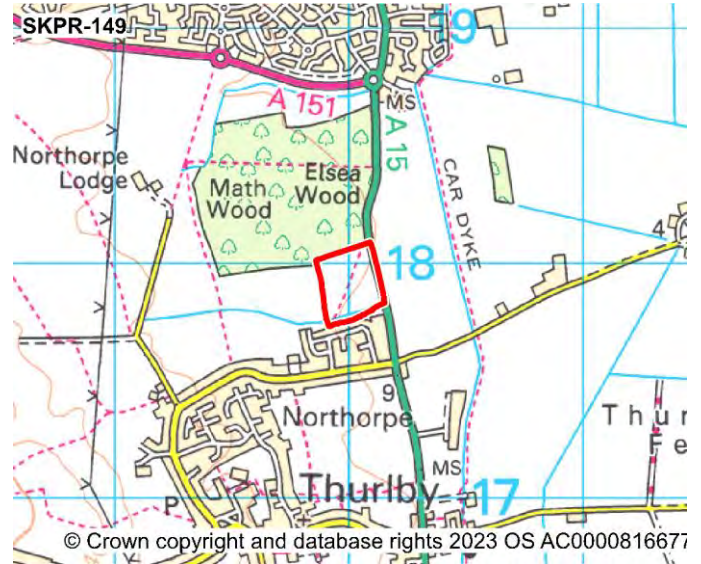 SKPR-149
19
A 151
MS
A 15
Northorpe
Lodge
Math
Wood
Elsea
Wood
CAR DYKE
4
18
9
Northorpe
MS
Thurlby
17
P
© Crown copyright and database rights 2023 OS AC0000816677